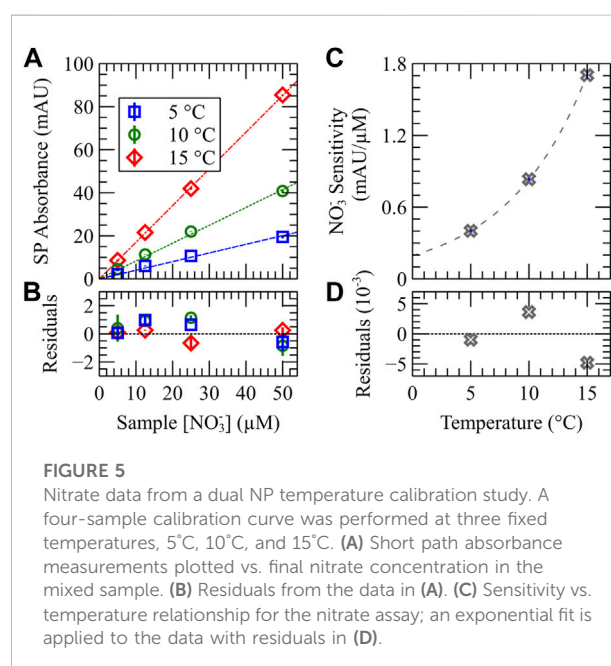 A
C
100
80
60
40
20
0
SP Absorbance (mAU)
5 °C
10 °C
15 °C
1.8
1.2
0.6
0
NO₃⁻ Sensitivity
(mAU/µM)
B
D
2
0
−2
Residuals
5
0
−5
Residuals (10⁻³)
0 10 20 30 40 50
0 5 10 15
Sample [NO₃⁻] (µM)
Temperature (°C)
FIGURE 5
Nitrate data from a dual NP temperature calibration study. A
four-sample calibration curve was performed at three fixed
temperatures, 5°C, 10°C, and 15°C. (A) Short path absorbance
measurements plotted vs. final nitrate concentration in the
mixed sample. (B) Residuals from the data in (A). (C) Sensitivity vs.
temperature relationship for the nitrate assay; an exponential fit is
applied to the data with residuals in (D).